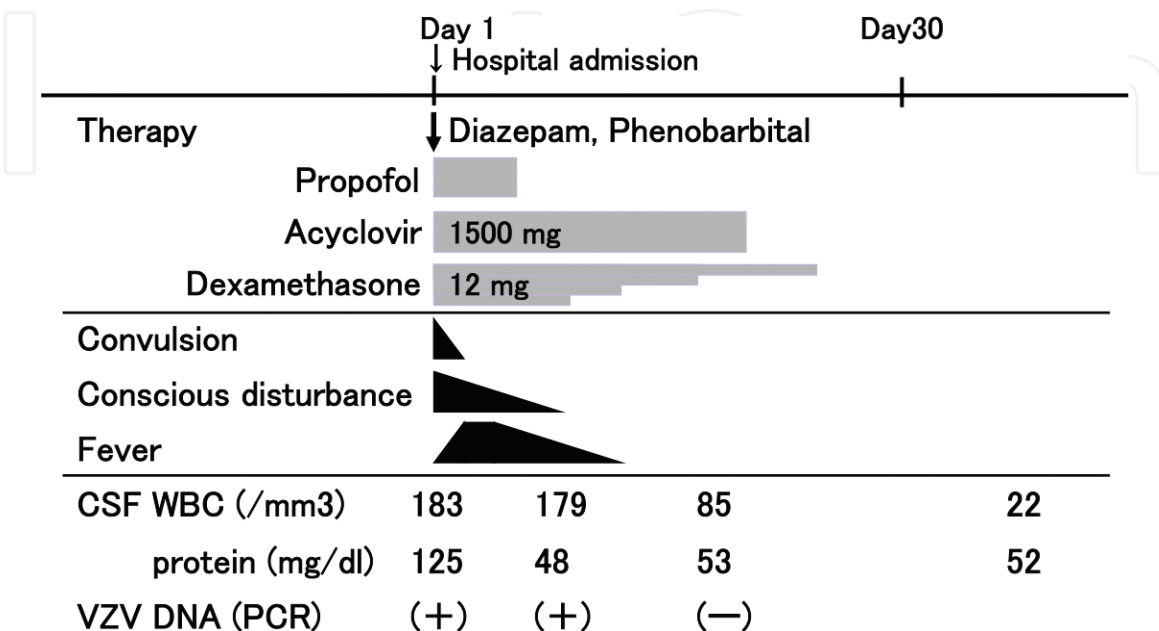 Day 1 Day30
↓ Hospital admission
Therapy Diazepam, Phenobarbital
Propofol
Acyclovir 1500 mg
Dexamethasone 12 mg
Convulsion
Conscious disturbance
Fever
CSF WBC (/mm3) 183 179 85 22
protein (mg/dl) 125 48 53 52
VZV DNA (PCR) (+) (+) (−)